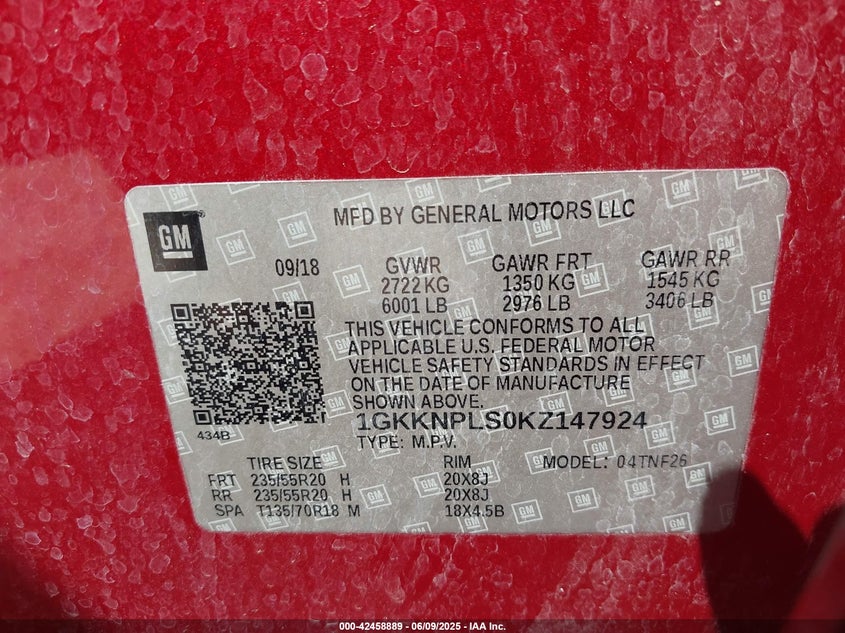 GM
MFD BY GENERAL MOTORS LLC
09/18 GVWR GAWR FRT GAWR RR
2722 KG 1350 KG 1545 KG
6001 LB 2976 LB 3406 LB
THIS VEHICLE CONFORMS TO ALL
APPLICABLE U.S. FEDERAL MOTOR
VEHICLE SAFETY STANDARDS IN EFFECT
ON THE DATE OF MANUFACTURE
SHOWN ABOVE.
434B 1GKKNPLS0KZ147924
TYPE: M.P.V.
TIRE SIZE RIM MODEL: 04TNF26
FRT 235/55R20 H 20X8J
RR 235/55R20 H 20X8J
SPA T135/70R18 M 18X4.5B
000-42458889 - 06/09/2025 - IAA Inc.